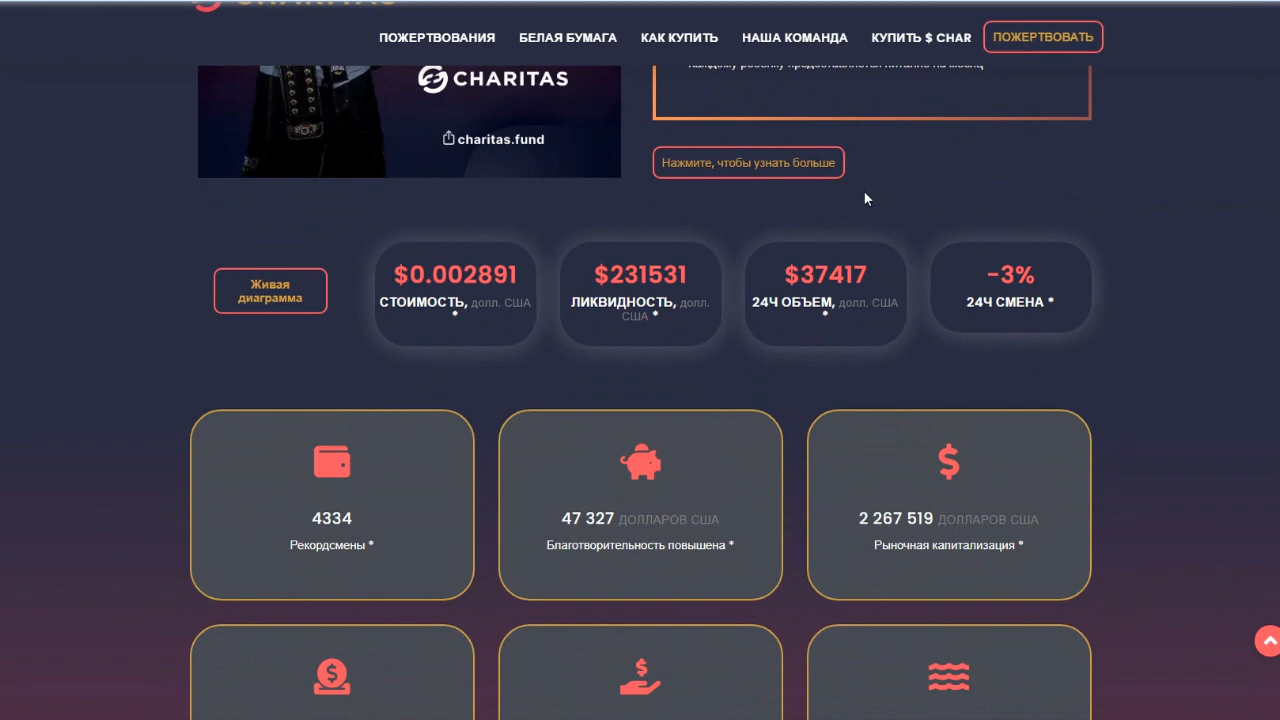 ПОЖЕРТВОВАНИЯ БЕЛАЯ БУМАГА КАК КУПИТЬ НАША КОМАНДА КУПИТЬ $ CHAR ПОЖЕРТВОВАТЬ
CHARITAS
charitas.fund
Нажмите, чтобы узнать больше
Живая
диаграмма
$0.002891
СТОИМОСТЬ, долл. США
*
$231531
ЛИКВИДНОСТЬ, долл.
США *
$37417
24Ч ОБЪЕМ, долл. США
*
-3%
24Ч СМЕНА *
4334
Рекордсмены *
47 327 ДОЛЛАРОВ США
Благотворительность повышена *
2 267 519 ДОЛЛАРОВ США
Рыночная капитализация *